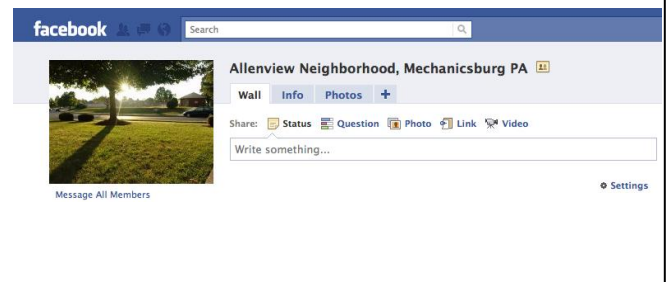 facebook Search
Allenview Neighborhood, Mechanicsburg PA
Wall Info Photos +
Share: Status Question Photo Link Video
Write something...
Settings
Message All Members